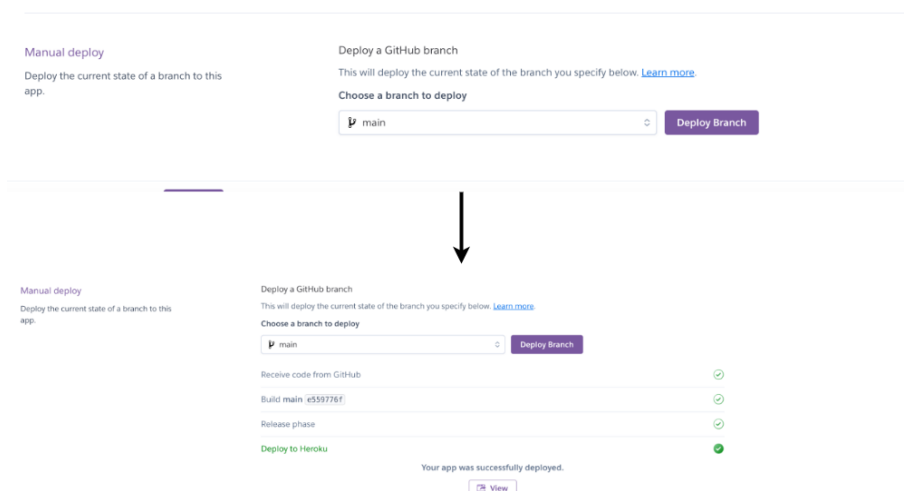 Manual deploy
Deploy the current state of a branch to this
app.
Deploy a GitHub branch
This will deploy the current state of the branch you specify below. Learn more.
Choose a branch to deploy
main
Deploy Branch
Manual deploy
Deploy the current state of a branch to this
app.
Deploy a GitHub branch
This will deploy the current state of the branch you specify below. Learn more.
Choose a branch to deploy
main
Deploy Branch
Receive code from GitHub
Build main e559776f
Release phase
Deploy to Heroku
Your app was successfully deployed.
View